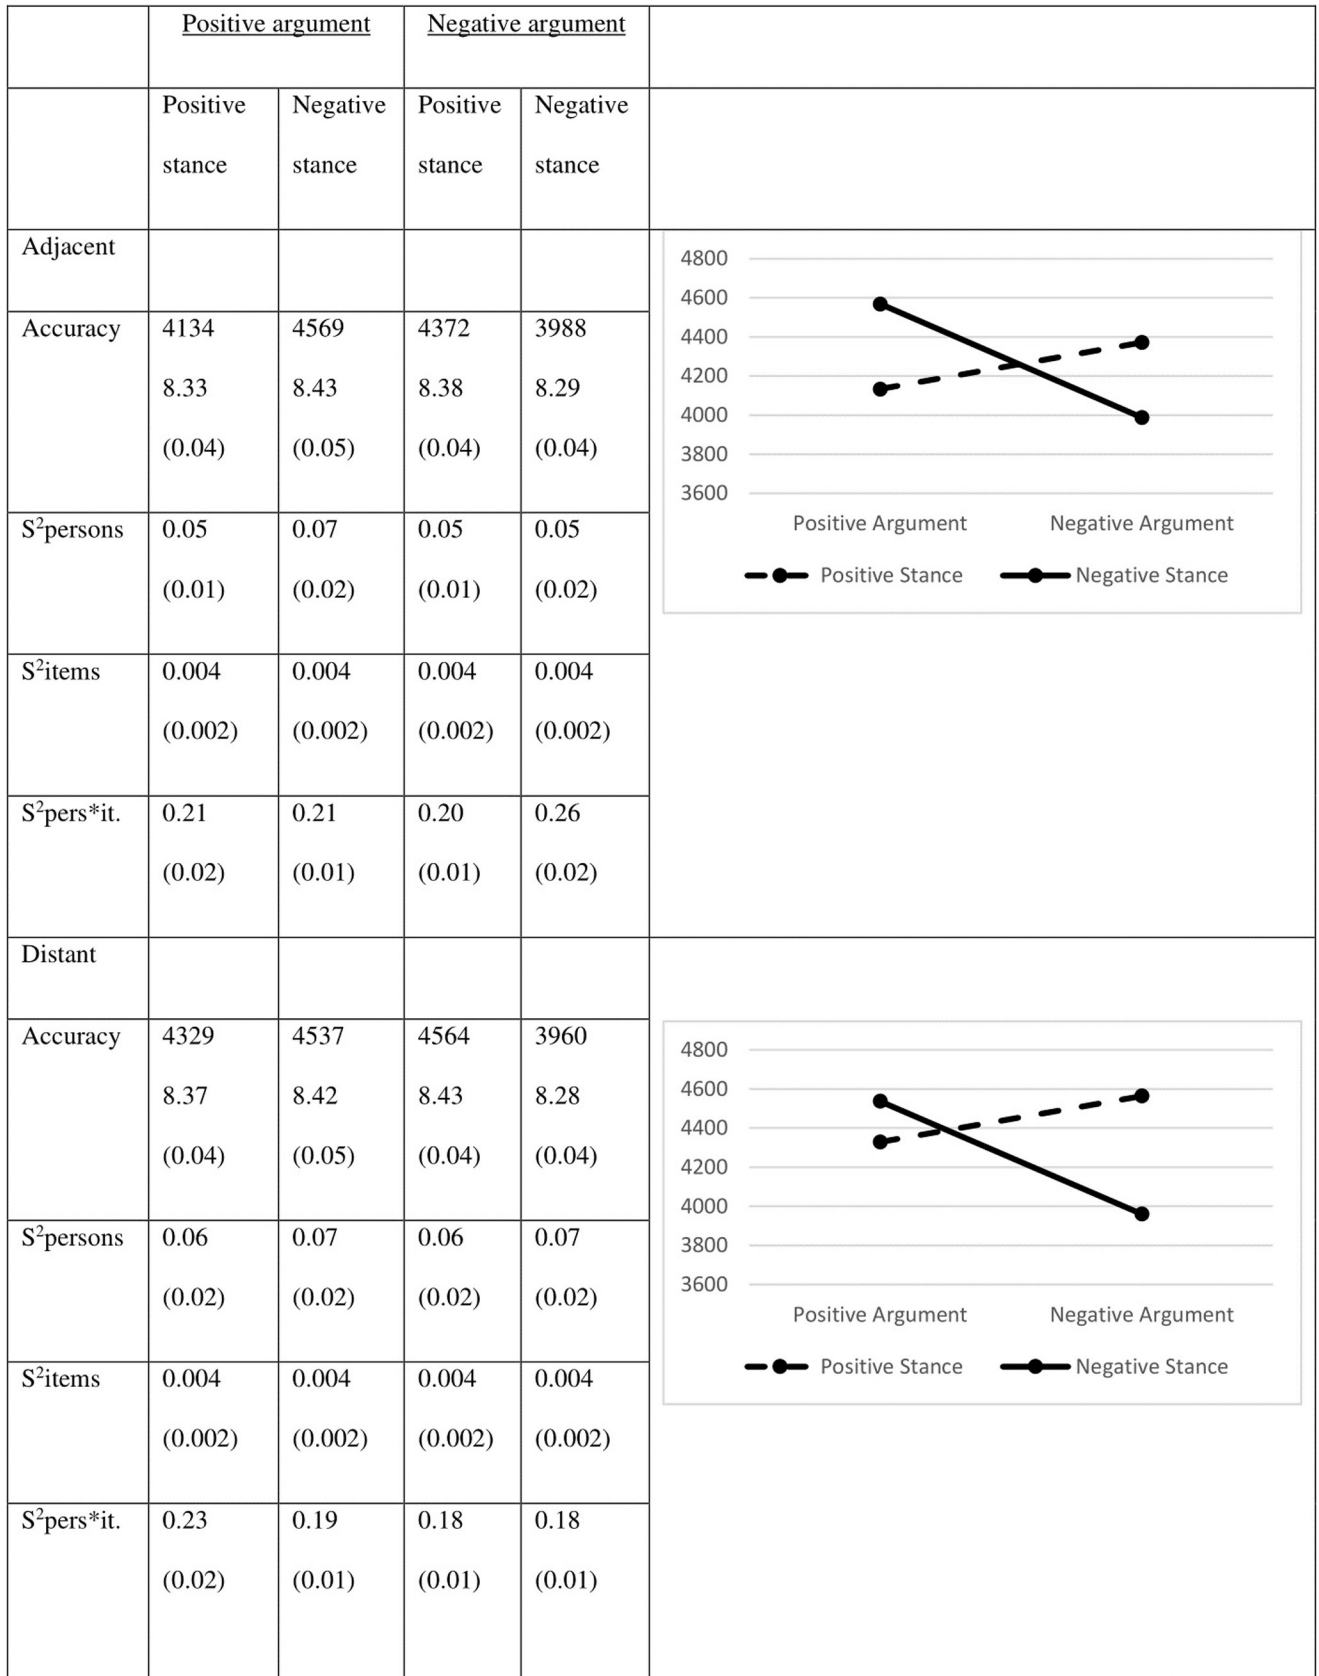 Positive argument Negative argument
Positive Negative Positive Negative
stance stance stance stance
Adjacent
Accuracy 4134 4569 4372 3988
8.33 8.43 8.38 8.29
(0.04) (0.05) (0.04) (0.04)
S²persons 0.05 0.07 0.05 0.05
(0.01) (0.02) (0.01) (0.02)
S²items 0.004 0.004 0.004 0.004
(0.002) (0.002) (0.002) (0.002)
S²pers*it. 0.21 0.21 0.20 0.26
(0.02) (0.01) (0.01) (0.02)
4800
4600
4400
4200
4000
3800
3600
Positive Argument Negative Argument
Positive Stance Negative Stance
Distant
Accuracy 4329 4537 4564 3960
8.37 8.42 8.43 8.28
(0.04) (0.05) (0.04) (0.04)
S²persons 0.06 0.07 0.06 0.07
(0.02) (0.02) (0.02) (0.02)
S²items 0.004 0.004 0.004 0.004
(0.002) (0.002) (0.002) (0.002)
S²pers*it. 0.23 0.19 0.18 0.18
(0.02) (0.01) (0.01) (0.01)
4800
4600
4400
4200
4000
3800
3600
Positive Argument Negative Argument
Positive Stance Negative Stance